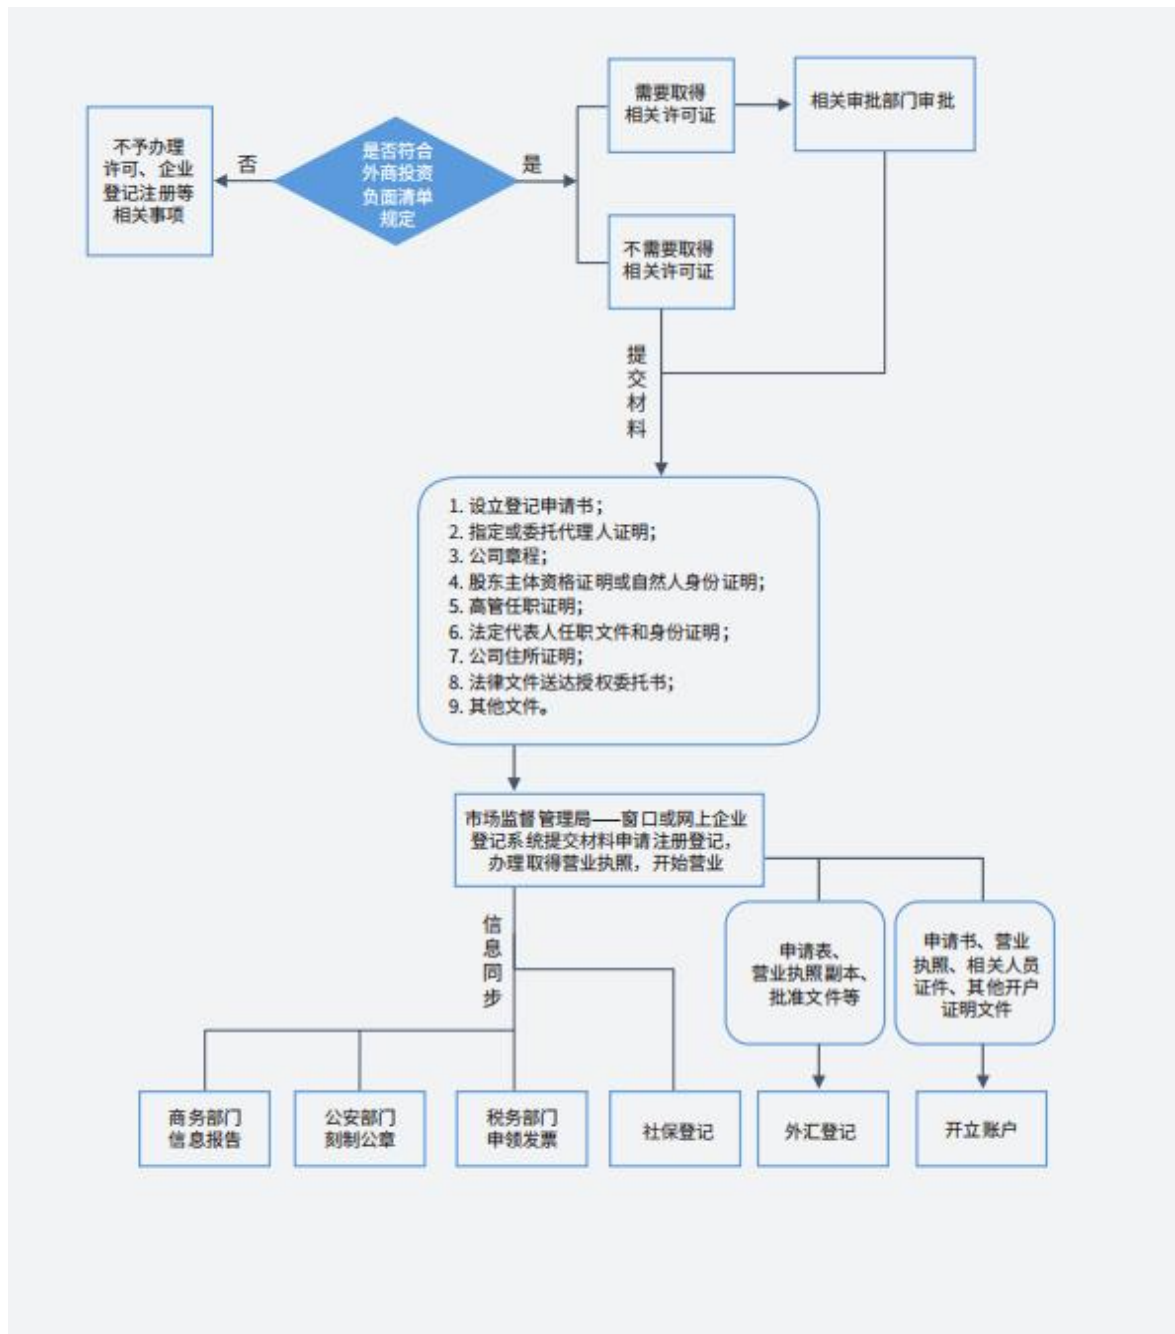 需要取得
相关许可证
相关审批部门审批
不予办理
许可、企业
登记注册等
相关事项
否
是否符合
外商投资
负面清单
规定
是
不需要取得
相关许可证
提
交
材
料
1. 设立登记申请书；
2. 指定或委托代理人证明；
3. 公司章程；
4. 股东主体资格证明或自然人身份证明；
5. 高管任职证明；
6. 法定代表人任职文件和身份证明；
7. 公司住所证明；
8. 法律文件送达授权委托书；
9. 其他文件。
市场监督管理局——窗口或网上企业
登记系统提交材料申请注册登记，
办理取得营业执照，开始营业
信
息
同
步
申请表、
营业执照副本、
批准文件等
申请书、营业
执照、相关人员
证件、其他开户
证明文件
商务部门
信息报告
公安部门
刻制公章
税务部门
申领发票
社保登记
外汇登记
开立账户